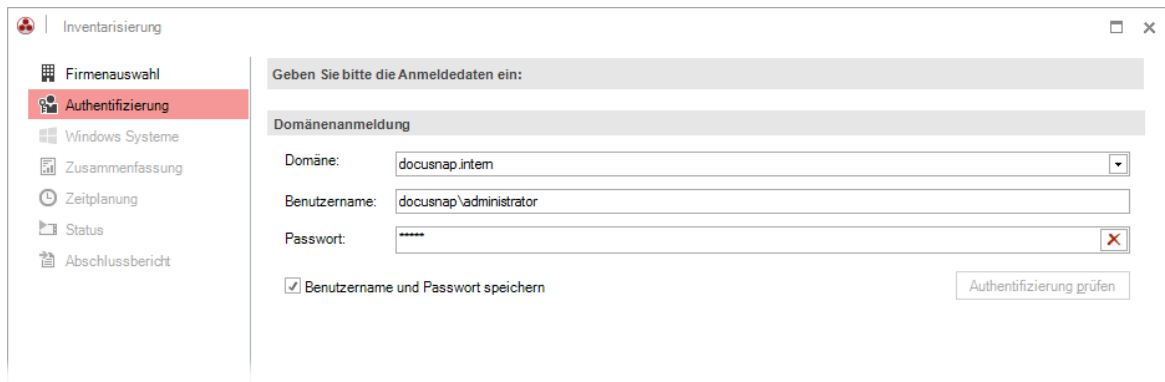 Inventarisierung
Firmenauswahl
Authentifizierung
Windows Systeme
Zusammenfassung
Zeitplanung
Status
Abschlussbericht
Geben Sie bitte die Anmeldedaten ein:
Domänenanmeldung
Domäne: docusnap.intern
Benutzername: docusnap\administrator
Passwort: *****
Benutzername und Passwort speichern
Authentifizierung prüfen